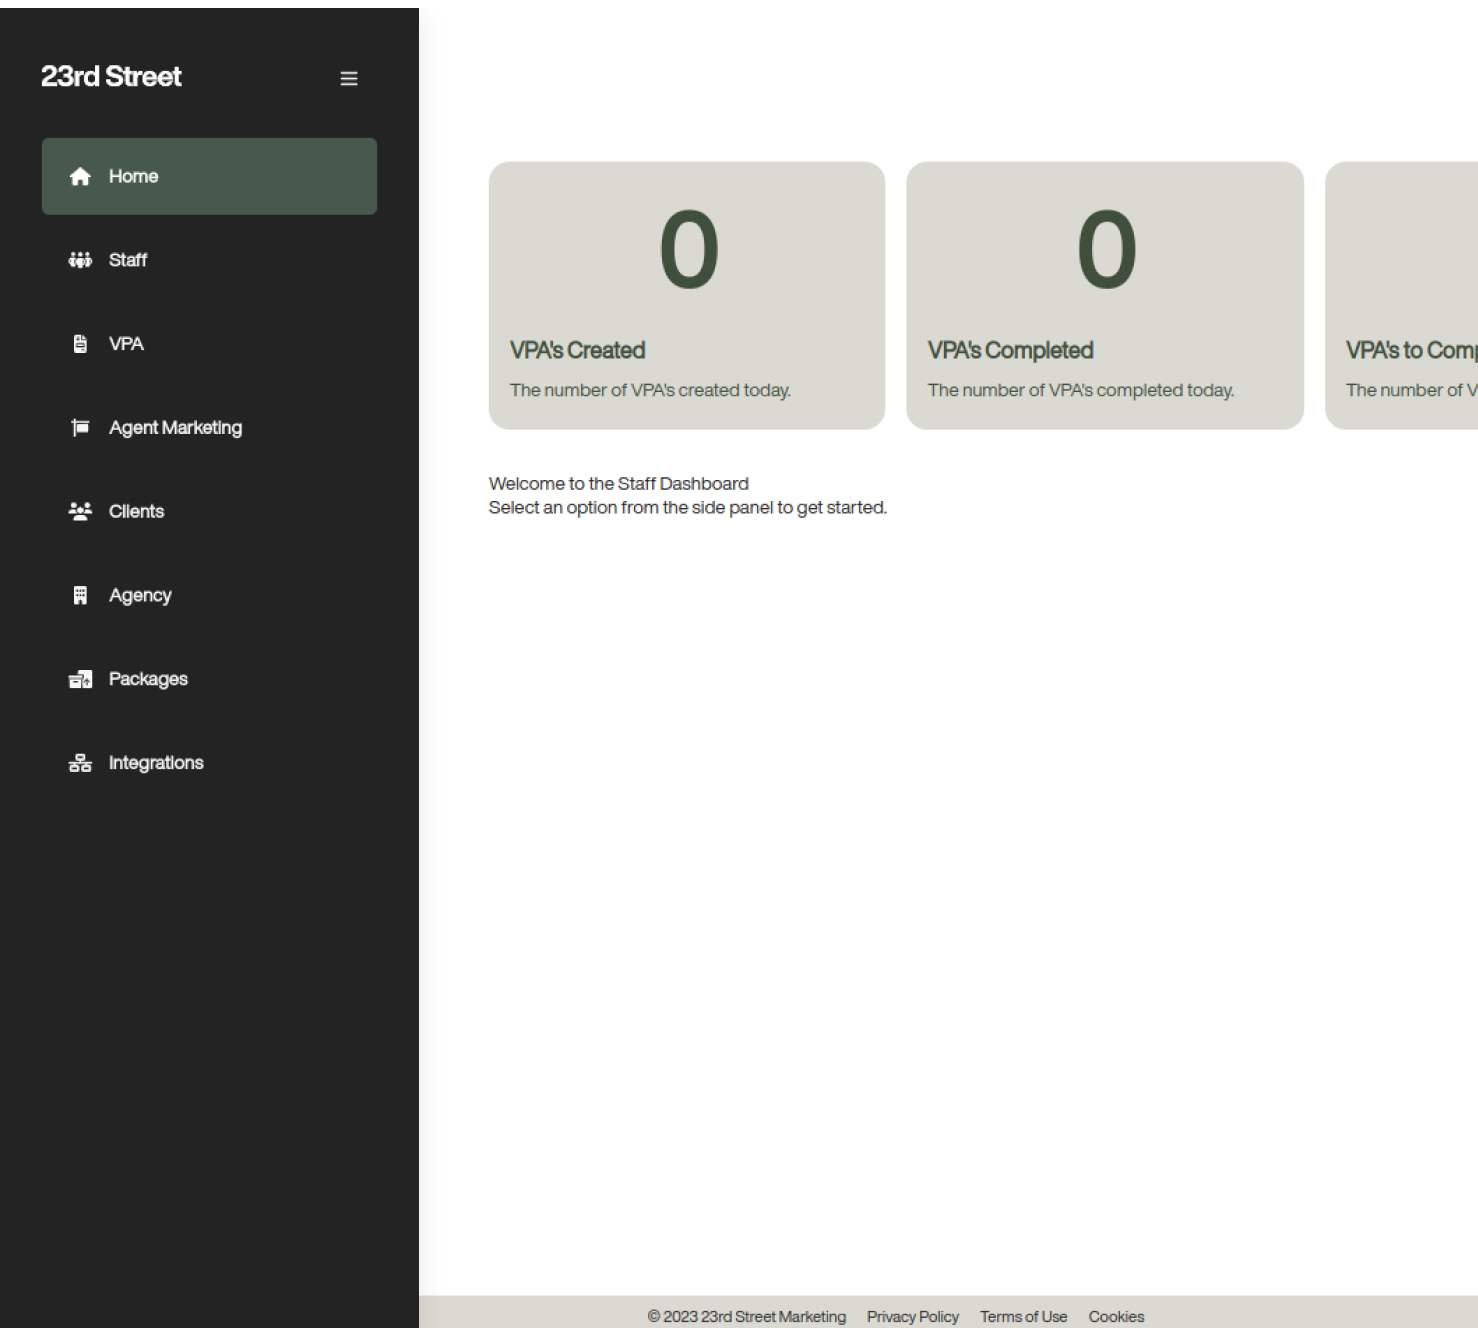 23rd Street
Home
Staff
VPA
Agent Marketing
Clients
Agency
Packages
Integrations
0
VPA's Created
The number of VPA's created today.
0
VPA's Completed
The number of VPA's completed today.
VPA's to
The number of
Welcome to the Staff Dashboard
Select an option from the side panel to get started.
© 2023 23rd Street Marketing Privacy Policy Terms of Use Cookies